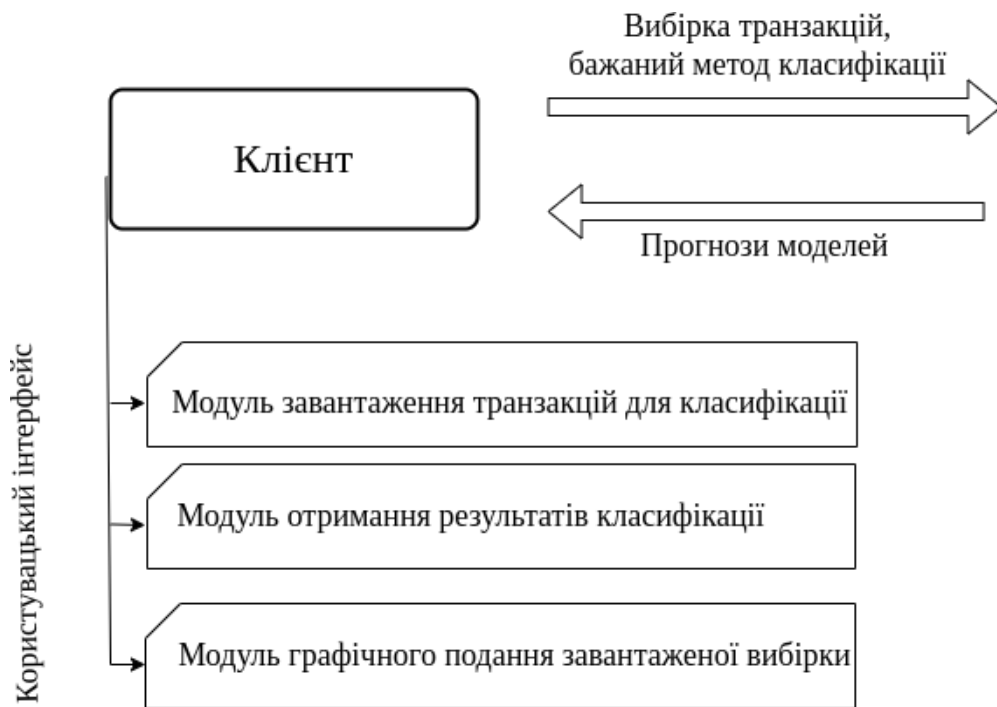 Вибірка транзакцій,
бажаний метод класифікації
Клієнт
Прогнози моделей
Користувацький інтерфейс
Модуль завантаження транзакцій для класифікації
Модуль отримання результатів класифікації
Модуль графічного подання завантаженої вибірки